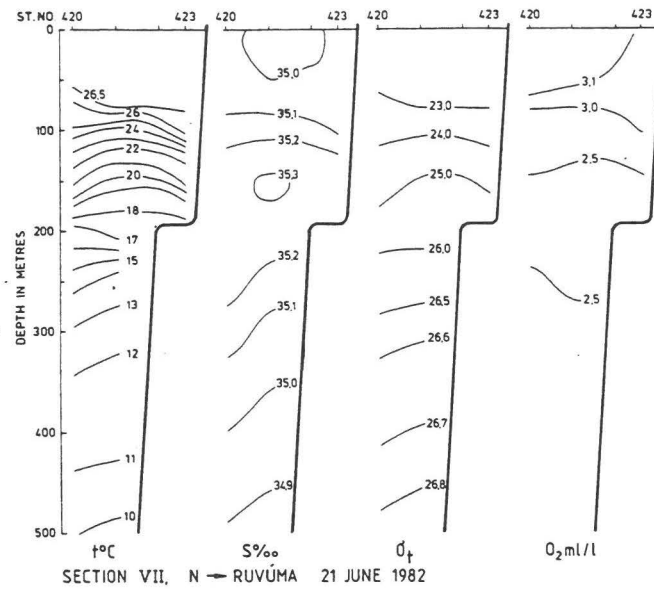 ST. NO. 420 423 420 423 420 423 420 423
0
3,1
35,0
26,5
3,0
26 35,1 23,0
100 24 24,0
22 35,2
2,5
20 35,3 25,0
18
200
17 26,0
15 35,2
2,5
13 35,1 26,5
300
12 26,6
35,0
400
26,7
11
34,9 26,8
10
500
DEPTH IN METRES
t°C S‰ σt O2 ml/l
SECTION VII, N → RUVÚMA 21 JUNE 1982